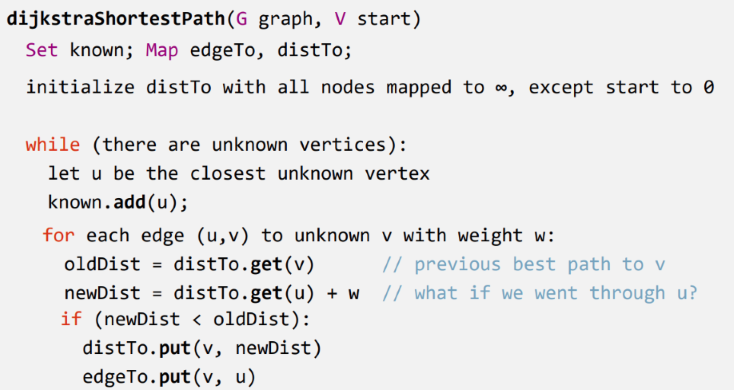 dijkstraShortestPath(G graph, V start)
Set known; Map edgeTo, distTo;
initialize distTo with all nodes mapped to ∞, except start to 0
while (there are unknown vertices):
let u be the closest unknown vertex
known.add(u);
for each edge (u,v) to unknown v with weight w:
oldDist = distTo.get(v) // previous best path to v
newDist = distTo.get(u) + w // what if we went through u?
if (newDist < oldDist):
distTo.put(v, newDist)
edgeTo.put(v, u)